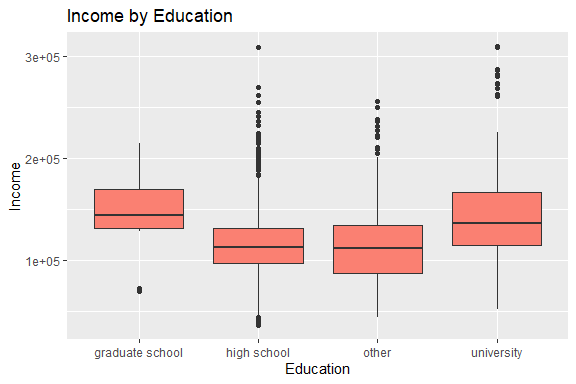 Income by Education
3e+05
2e+05
1e+05
Income
graduate school high school other university
Education